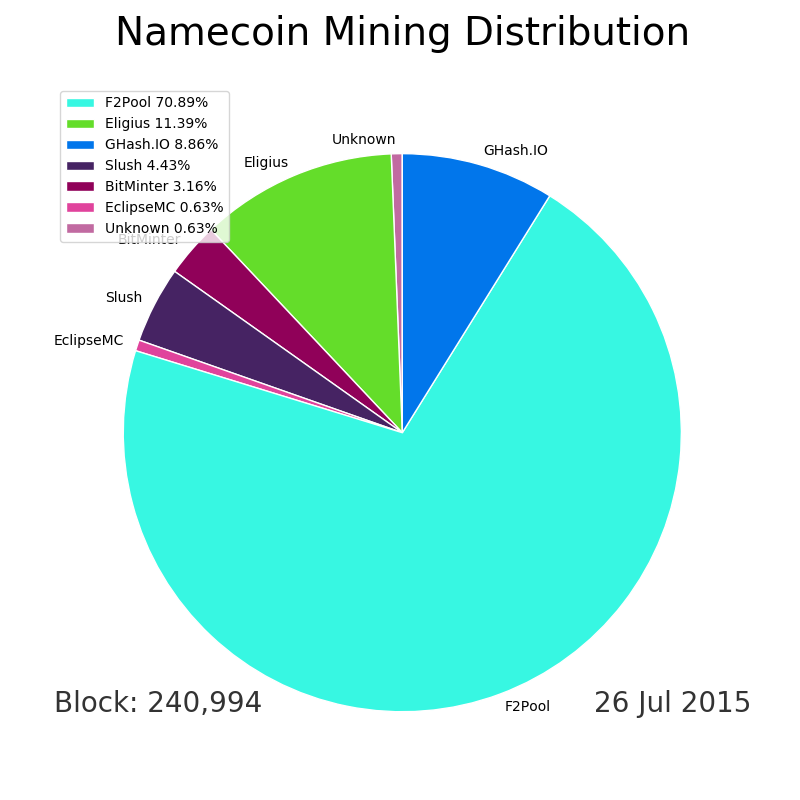 Namecoin Mining Distribution
F2Pool 70.89%
Eligius 11.39%
GHash.IO 8.86%
Slush 4.43%
BitMinter 3.16%
EclipseMC 0.63%
Unknown 0.63%
Unknown
GHash.IO
Eligius
BitMinter
Slush
EclipseMC
F2Pool
Block: 240,994
26 Jul 2015